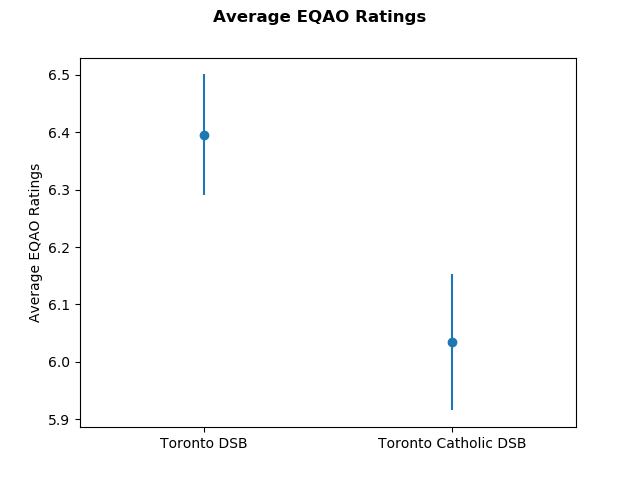 Average EQAO Ratings
Average EQAO Ratings
6.5
6.4
6.3
6.2
6.1
6.0
5.9
Toronto DSB
Toronto Catholic DSB